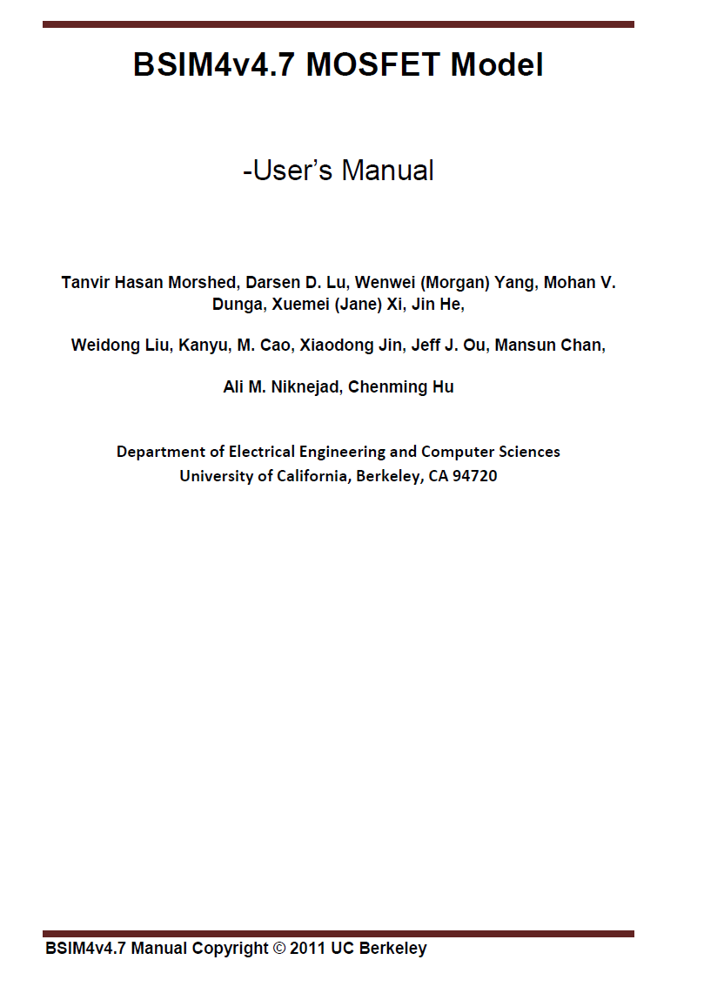 BSIM4v4.7 MOSFET Model
-User’s Manual
Tanvir Hasan Morshed, Darsen D. Lu, Wenwei (Morgan) Yang, Mohan V.
Dunga, Xuemei (Jane) Xi, Jin He,
Weidong Liu, Kanyu, M. Cao, Xiaodong Jin, Jeff J. Ou, Mansun Chan,
Ali M. Niknejad, Chenming Hu
Department of Electrical Engineering and Computer Sciences
University of California, Berkeley, CA 94720
BSIM4v4.7 Manual Copyright © 2011 UC Berkeley